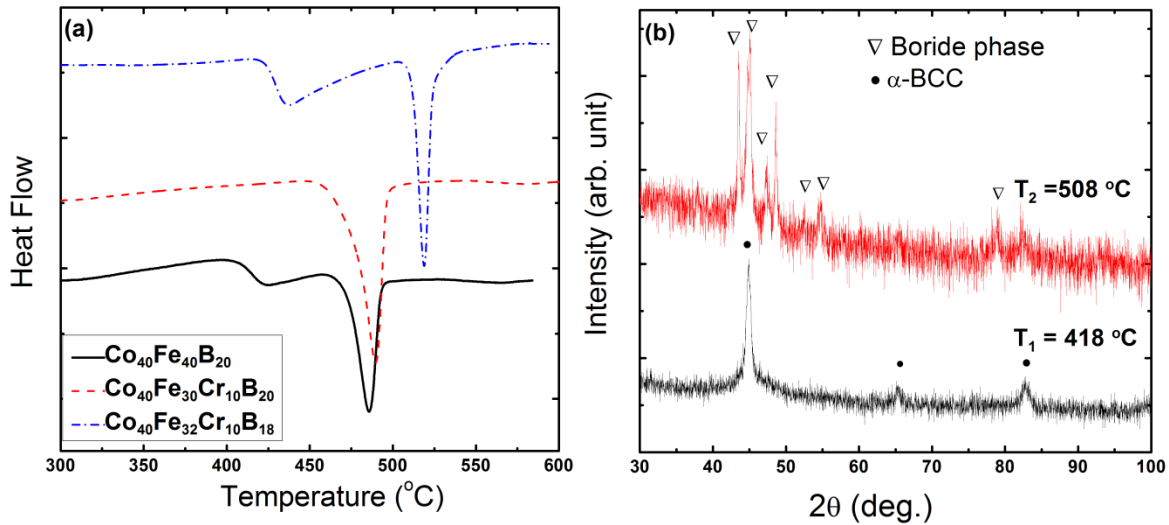 (a)
Heat Flow
Co40Fe40B20
Co40Fe30Cr10B20
Co40Fe32Cr10B18
300 350 400 450 500 550 600
Temperature (oC)
(b)
▽ Boride phase
● α-BCC
Intensity (arb. unit)
T2 =508 oC
T1 = 418 oC
30 40 50 60 70 80 90 100
2θ (deg.)